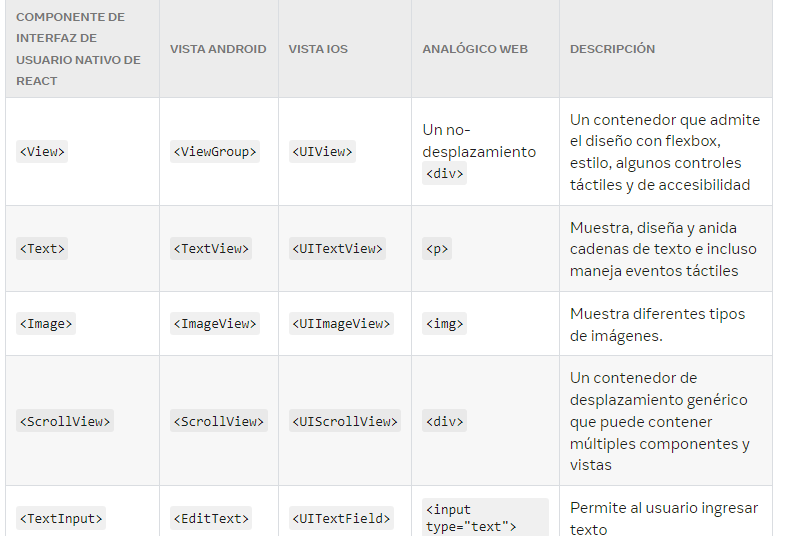 COMPONENTE DE
INTERFAZ DE
USUARIO NATIVO DE
REACT
VISTA ANDROID
VISTA IOS
ANALÓGICO WEB
DESCRIPCIÓN
<View>
<ViewGroup>
<UIView>
Un no-
desplazamiento
<div>
Un contenedor que admite
el diseño con flexbox,
estilo, algunos controles
táctiles y de accesibilidad
<Text>
<TextView>
<UITextView>
<p>
Muestra, diseña y anida
cadenas de texto e incluso
maneja eventos táctiles
<Image>
<ImageView>
<UIImageView>
<img>
Muestra diferentes tipos
de imágenes.
<ScrollView>
<ScrollView>
<UIScrollView>
<div>
Un contenedor de
desplazamiento genérico
que puede contener
múltiples componentes y
vistas
<TextInput>
<EditText>
<UITextField>
<input
type="text">
Permite al usuario ingresar
texto